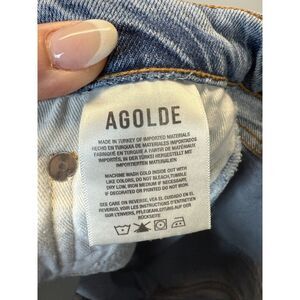 AGOLDE
MADE IN TURKEY OF IMPORTED MATERIALS
HECHO EN TURQUIA DE MATERIALES IMPORTADOS
FABRIQUÉ EN TURQUIE À PARTIR DE MATÉRIAUX
IMPORTÉS, IN DER TÜRKEI HERGESTELLT MIT
IMPORTIERTEN MATERIALIEN
MACHINE WASH COLD INSIDE OUT WITH
LIKE COLORS, DO NOT BLEACH, TUMBLE
DRY LOW, IRON MEDIUM IF NECESSARY.
IF DECORATED OR PRINTED DO NOT IRON.
SEE CARE ON REVERSE, VER EL CUIDADO EN EL
REVERSO, VOIR LES INSTRUCTIONS D'ENTRETIEN
SUR L'ENVERS, PFLEGEANLEITUNG AUF DER
RÜCKSEITE